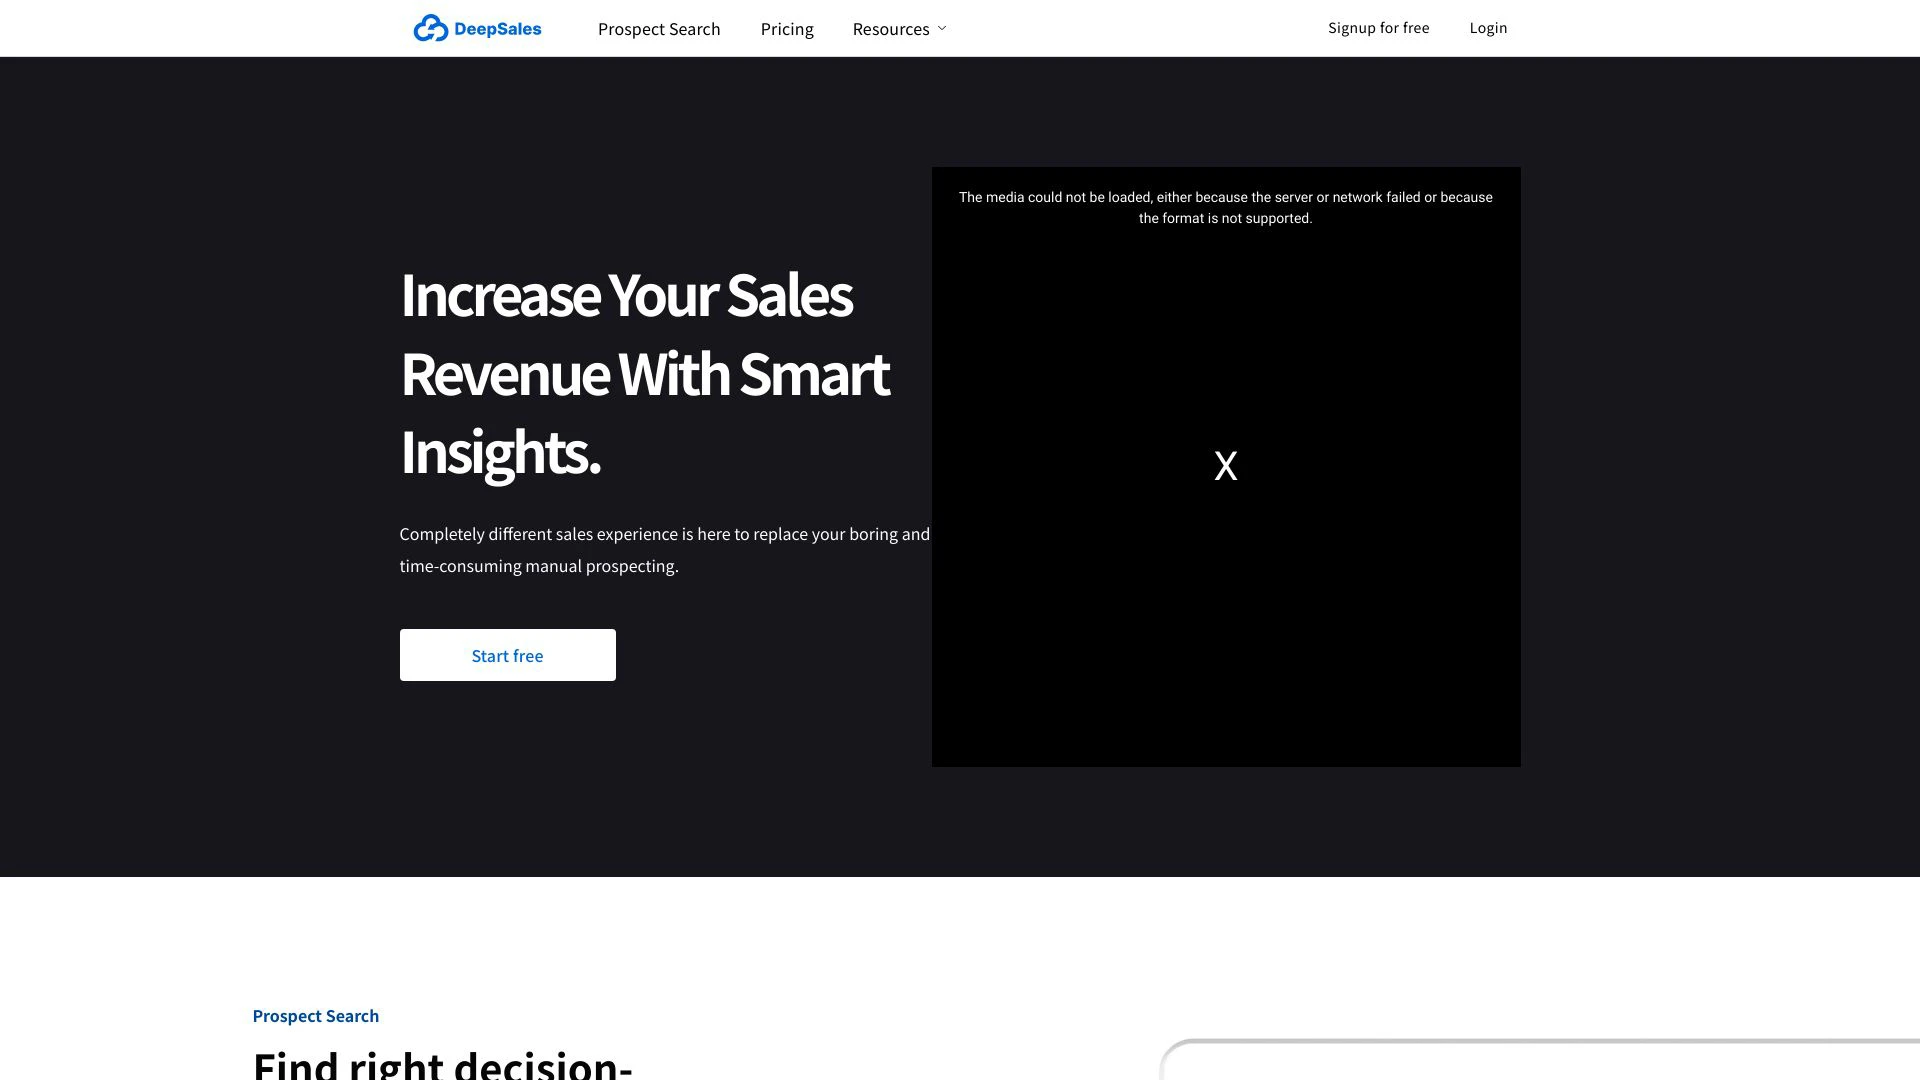 DeepSales
Prospect Search
Pricing
Resources
Signup for free
Login
The media could not be loaded, either because the server or network failed or because
the format is not supported.
X
Increase Your Sales
Revenue With Smart
Insights.
Completely different sales experience is here to replace your boring and
time-consuming manual prospecting.
Start free
Prospect Search
Find right decision-